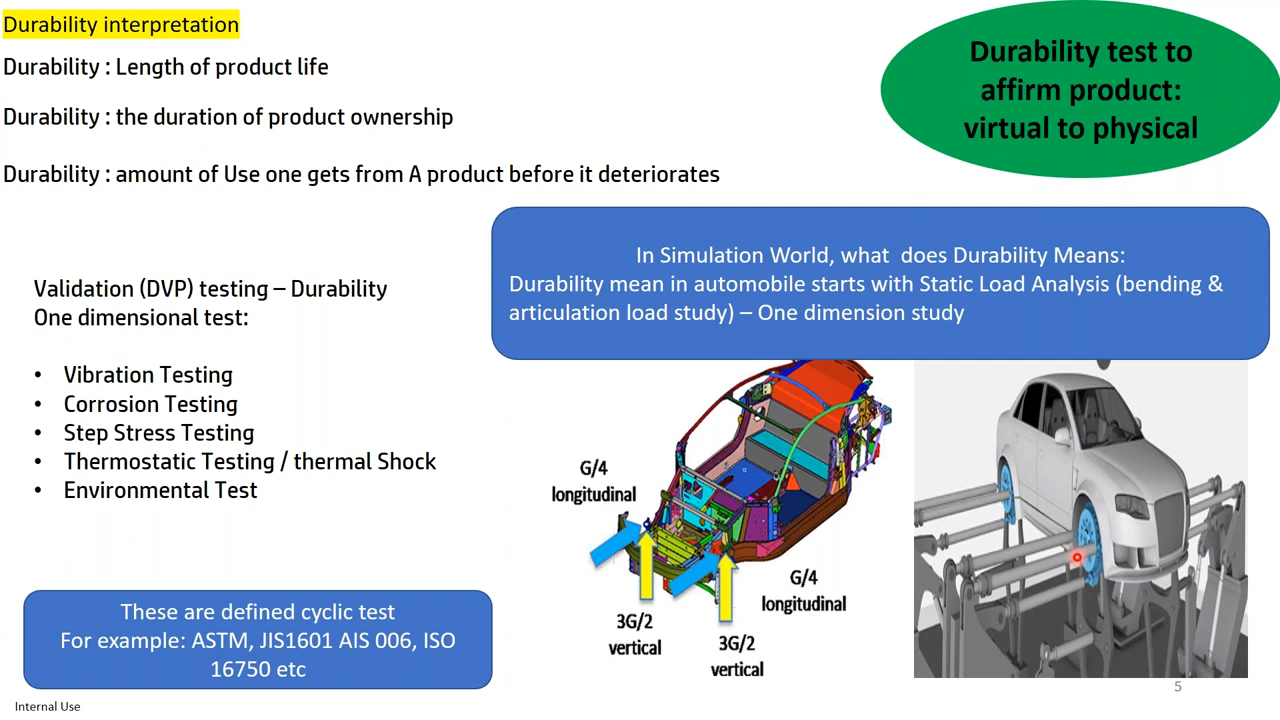 Durability interpretation
Durability : Length of product life
Durability : the duration of product ownership
Durability : amount of Use one gets from A product before it deteriorates
Durability test to
affirm product:
virtual to physical
In Simulation World, what does Durability Means:
Durability mean in automobile starts with Static Load Analysis (bending &
articulation load study) – One dimension study
Validation (DVP) testing – Durability
One dimensional test:
• Vibration Testing
• Corrosion Testing
• Step Stress Testing
• Thermostatic Testing / thermal Shock
• Environmental Test
G/4
longitudinal
G/4
longitudinal
3G/2
vertical
3G/2
vertical
These are defined cyclic test
For example: ASTM, JIS1601 AIS 006, ISO
16750 etc
5
Internal Use